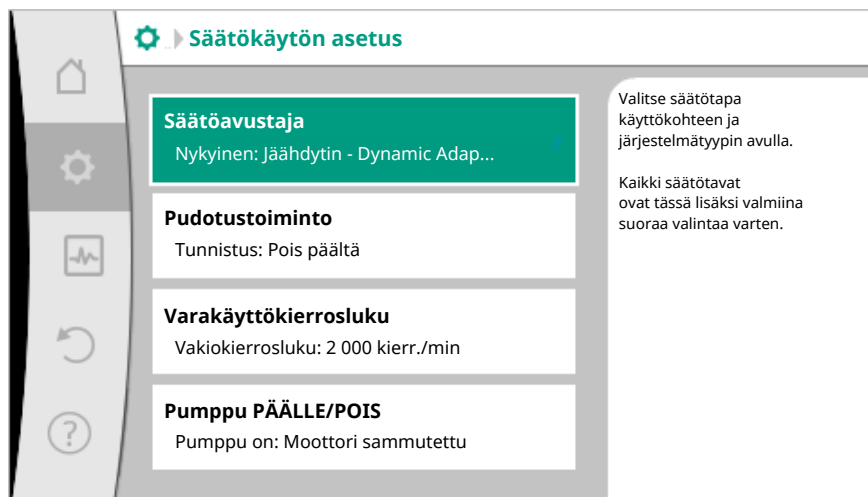 Säätökäytön asetus
Säätöavustaja
Nykyinen: Jäähdytin - Dynamic Adap...
Pudotustoiminto
Tunnistus: Pois päältä
Varakäyttökierrosluku
Vakiokierrosluku: 2 000 kierr./min
Pumppu PÄÄLLE/POIS
Pumppu on: Moottori sammutettu
Valitse säätötapa
käyttökohteen ja
järjestelmätyypin avulla.
Kaikki säätötavat
ovat tässä lisäksi valmiina
suoraa valintaa varten.